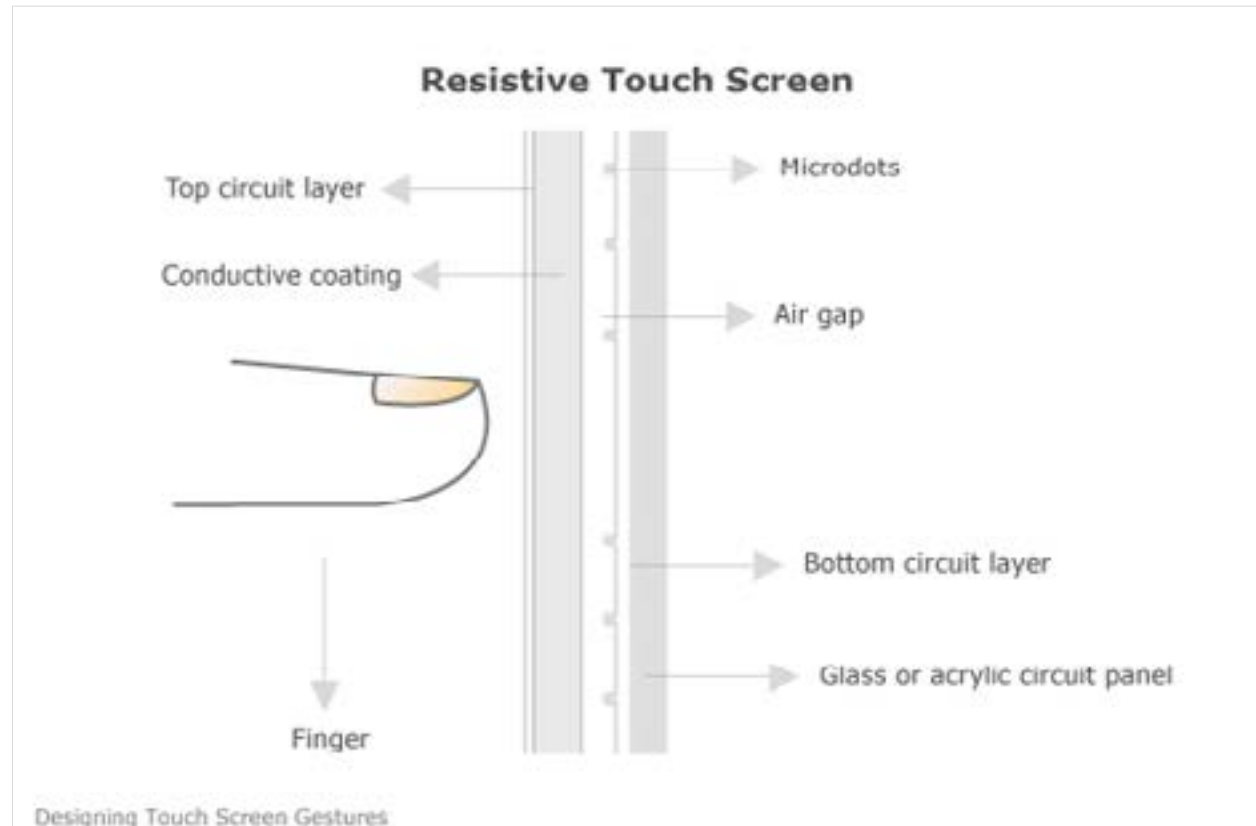 Resistive Touch Screen
Top circuit layer
Microdots
Conductive coating
Air gap
Bottom circuit layer
Glass or acrylic circuit panel
Finger
Designing Touch Screen Gestures